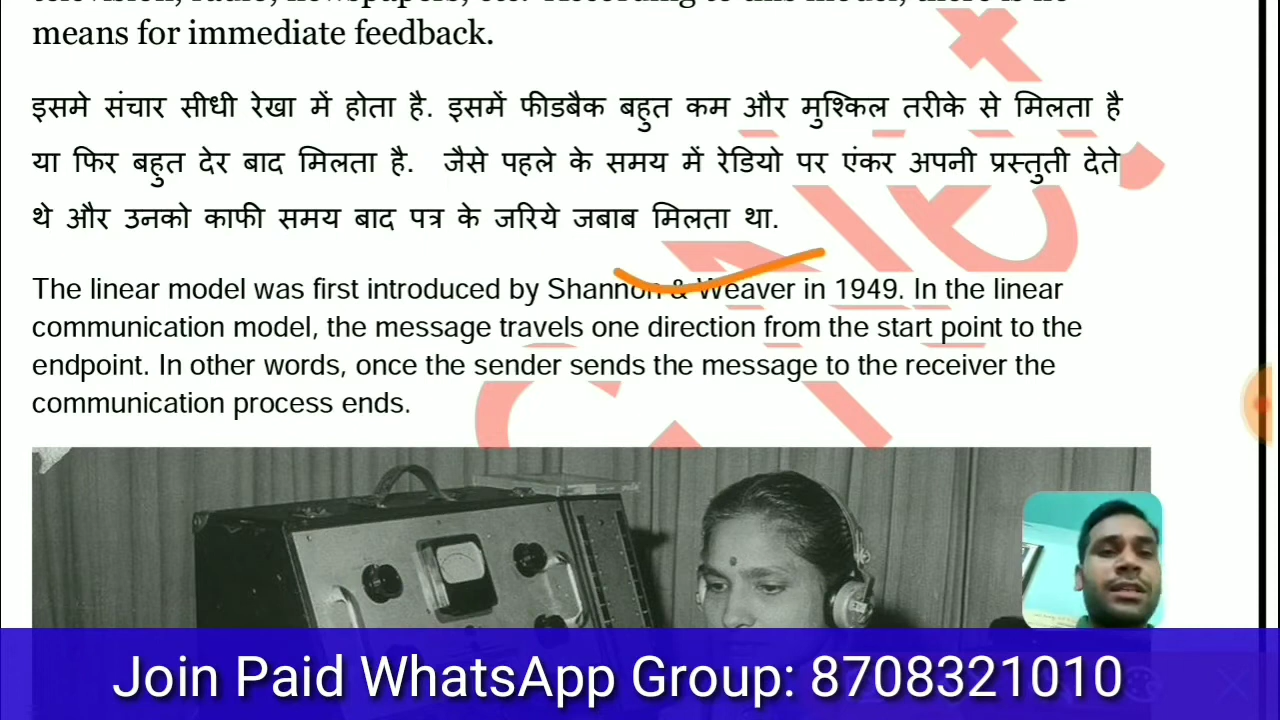 means for immediate feedback.
इसमे संचार सीधी रेखा में होता है. इसमें फीडबैक बहुत कम और मुश्किल तरीके से मिलता है
या फिर बहुत देर बाद मिलता है. जैसे पहले के समय में रेडियो पर एंकर अपनी प्रस्तुती देते
थे और उनको काफी समय बाद पत्र के जरिये जबाब मिलता था.
The linear model was first introduced by Shannon & Weaver in 1949. In the linear
communication model, the message travels one direction from the start point to the
endpoint. In other words, once the sender sends the message to the receiver the
communication process ends.
Join Paid WhatsApp Group: 8708321010